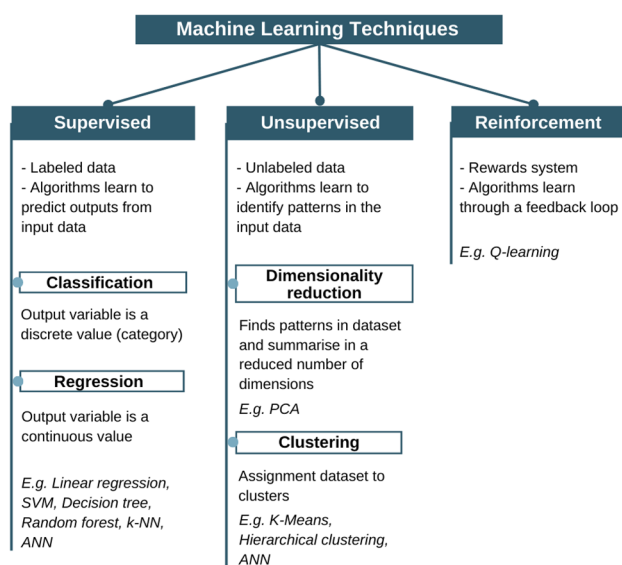 Machine Learning Techniques
Supervised
- Labeled data
- Algorithms learn to
predict outputs from
input data
Classification
Output variable is a
discrete value (category)
Regression
Output variable is a
continuous value
E.g. Linear regression,
SVM, Decision tree,
Random forest, k-NN,
ANN
Unsupervised
- Unlabeled data
- Algorithms learn to
identify patterns in the
input data
Dimensionality
reduction
Finds patterns in dataset
and summarise in a
reduced number of
dimensions
E.g. PCA
Clustering
Assignment dataset to
clusters
E.g. K-Means,
Hierarchical clustering,
ANN
Reinforcement
- Rewards system
- Algorithms learn
through a feedback loop
E.g. Q-learning